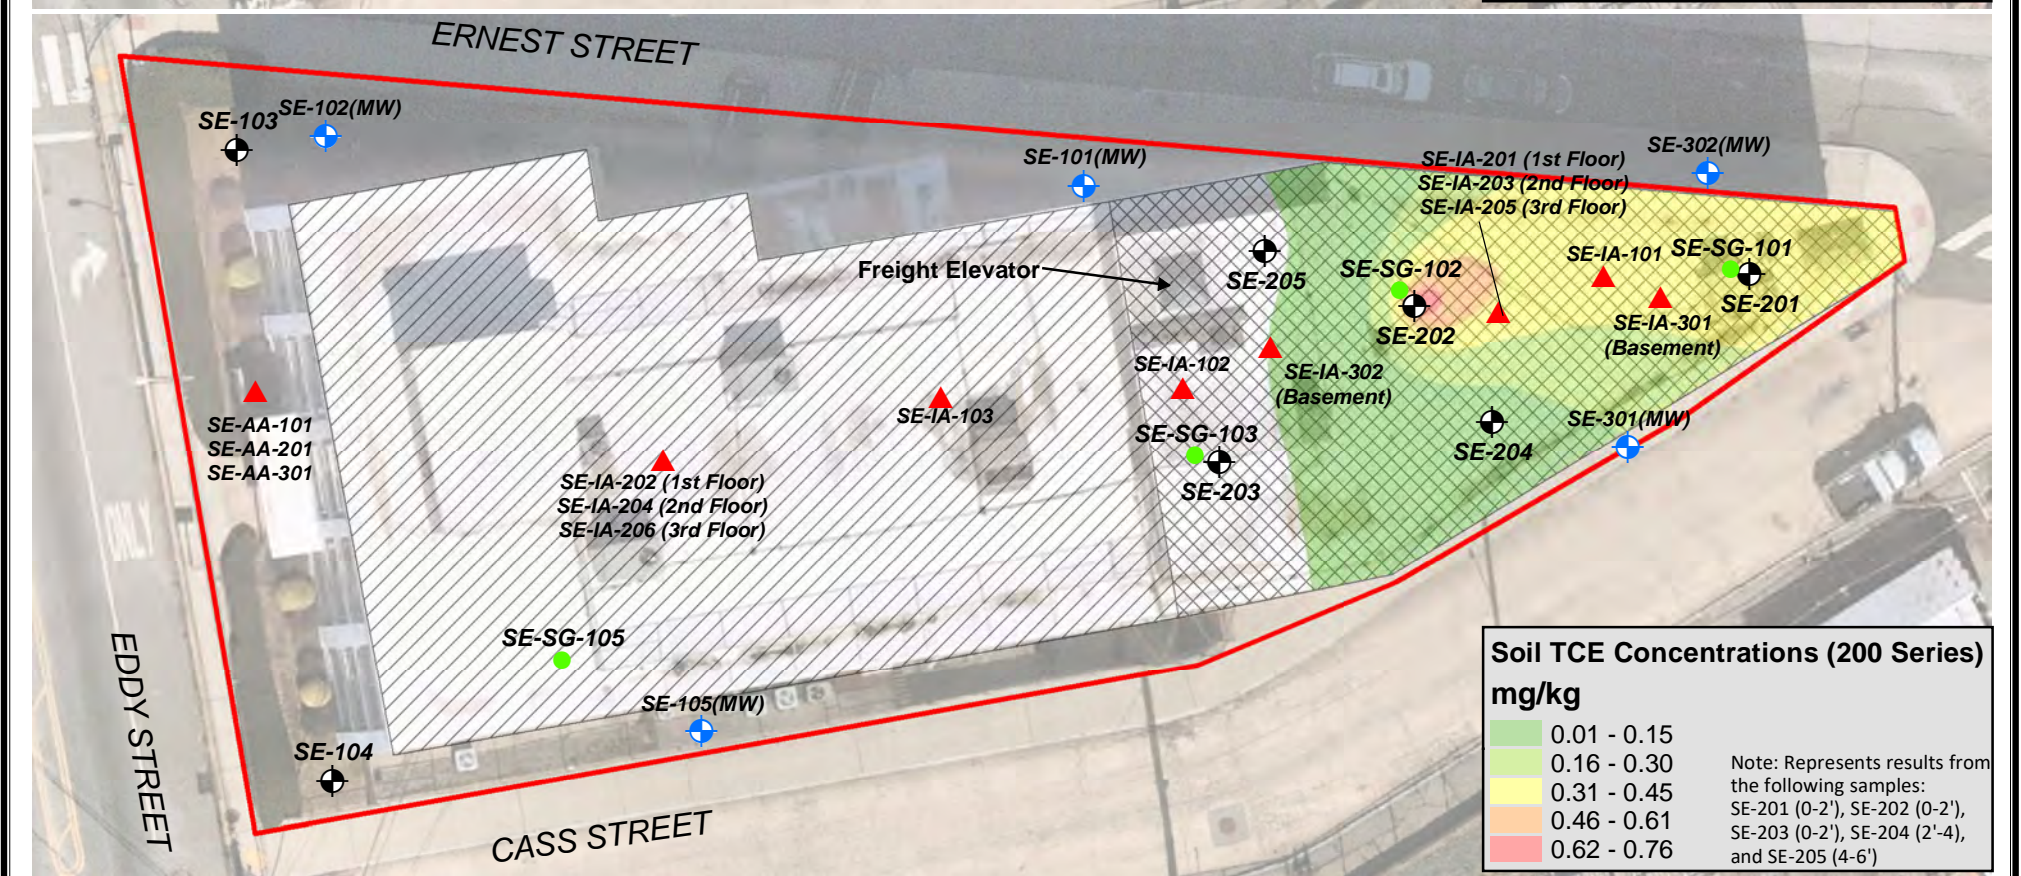 ERNEST STREET
SE-103
SE-102(MW)
SE-101(MW)
SE-IA-201 (1st Floor)
SE-IA-203 (2nd Floor)
SE-IA-205 (3rd Floor)
SE-302(MW)
Freight Elevator
SE-205
SE-SG-102
SE-202
SE-IA-101
SE-SG-101
SE-201
SE-IA-301
(Basement)
SE-IA-102
SE-IA-302
(Basement)
SE-IA-103
SE-SG-103
SE-203
SE-204
SE-301(MW)
SE-AA-101
SE-AA-201
SE-AA-301
SE-IA-202 (1st Floor)
SE-IA-204 (2nd Floor)
SE-IA-206 (3rd Floor)
SE-SG-105
SE-105(MW)
SE-104
EDDY STREET
CASS STREET
Soil TCE Concentrations (200 Series)
mg/kg
0.01 - 0.15
0.16 - 0.30
0.31 - 0.45
0.46 - 0.61
0.62 - 0.76
Note: Represents results from
the following samples:
SE-201 (0-2'), SE-202 (0-2'),
SE-203 (0-2'), SE-204 (2'-4),
and SE-205 (4-6')